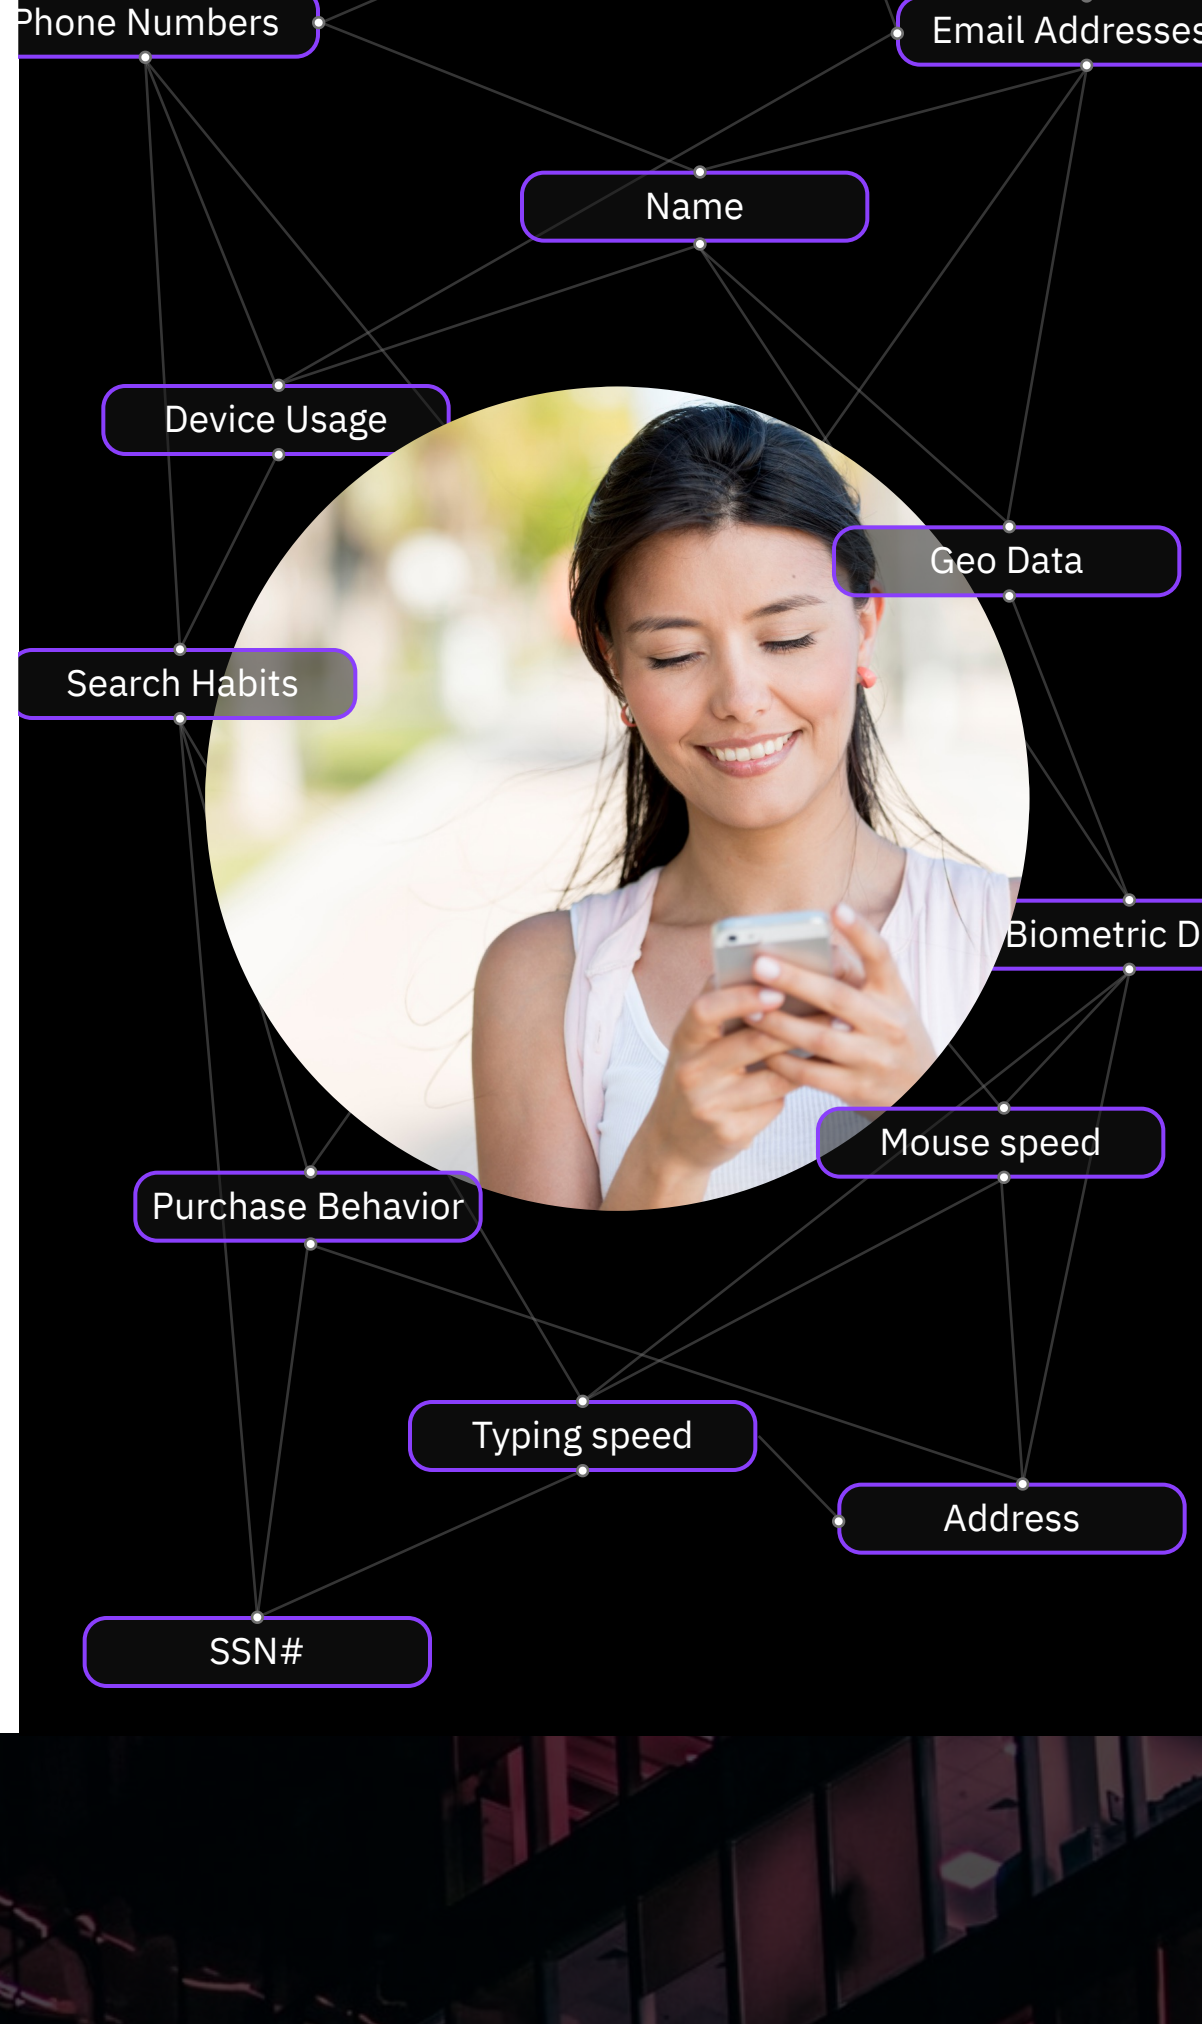 Phone Numbers
Email Addresses
Name
Device Usage
Geo Data
Search Habits
Biometric D
Mouse speed
Purchase Behavior
Typing speed
Address
SSN#